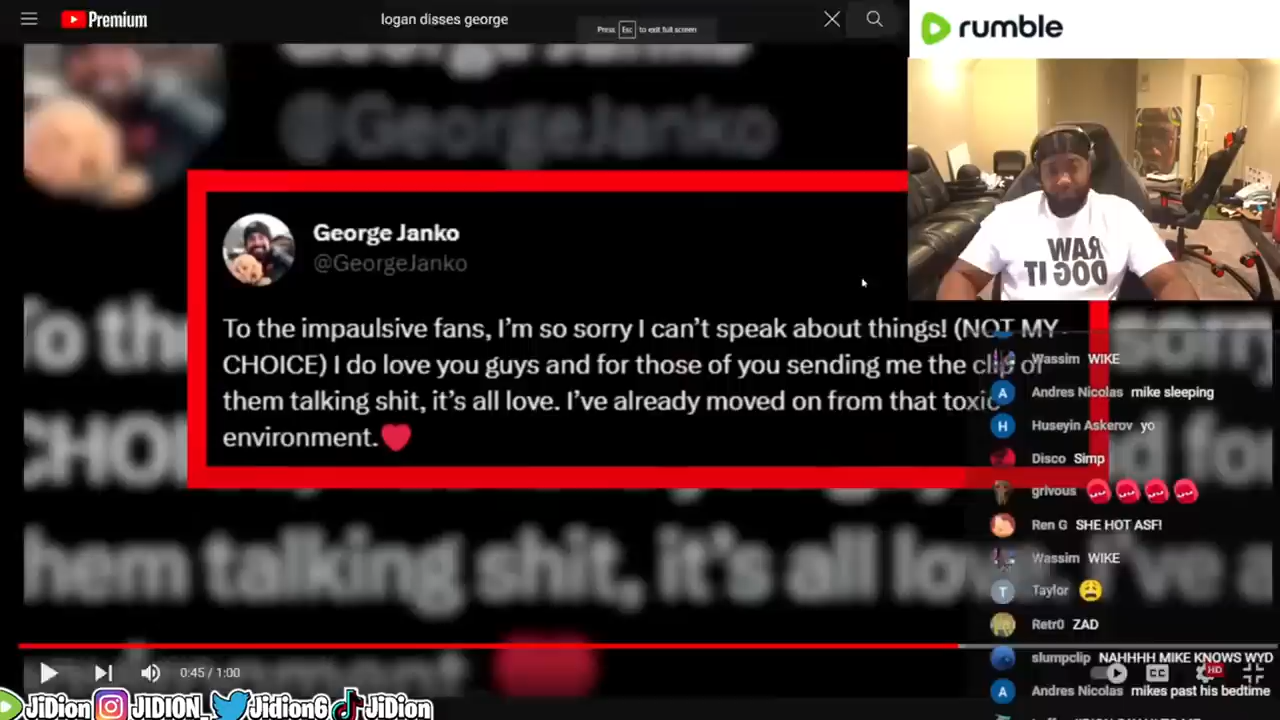 Premium
logan disses george
Press Esc to exit full screen
rumble
@GeorgeJanko
RAW
DOG IT
George Janko
@GeorgeJanko
To the impaulsive fans, I'm so sorry I can't speak about things! (NOT MY
CHOICE) I do love you guys and for those of you sending me the clip of
them talking shit, it's all love. I've already moved on from that toxic
environment.❤️
Wassim WIKE
Andres Nicolas mike sleeping
Huseyin Askerov yo
Disco Simp
grivous
Ren G SHE HOT ASF!
Wassim WIKE
Taylor 😩
Retr0 ZAD
slumpclip NAHHHH MIKE KNOWS WYD
Andres Nicolas mikes past his bedtime
0:45 / 1:00
CC
HD
JiDion JIDION_ Jidion6 JiDion